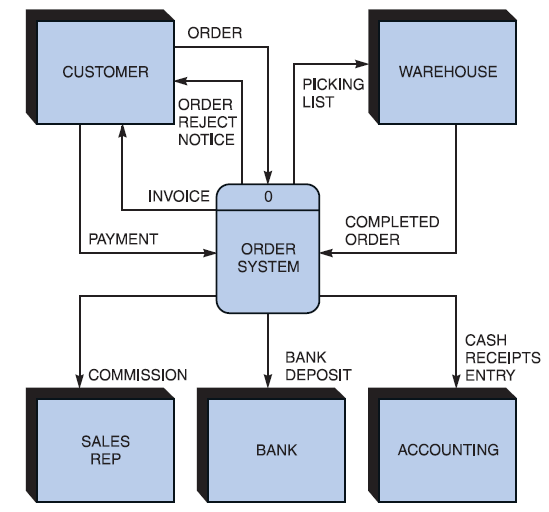 CUSTOMER
ORDER
WAREHOUSE
PICKING
LIST
ORDER
REJECT
NOTICE
INVOICE
0
PAYMENT
ORDER
SYSTEM
COMPLETED
ORDER
COMMISSION
BANK
DEPOSIT
CASH
RECEIPTS
ENTRY
SALES
REP
BANK
ACCOUNTING